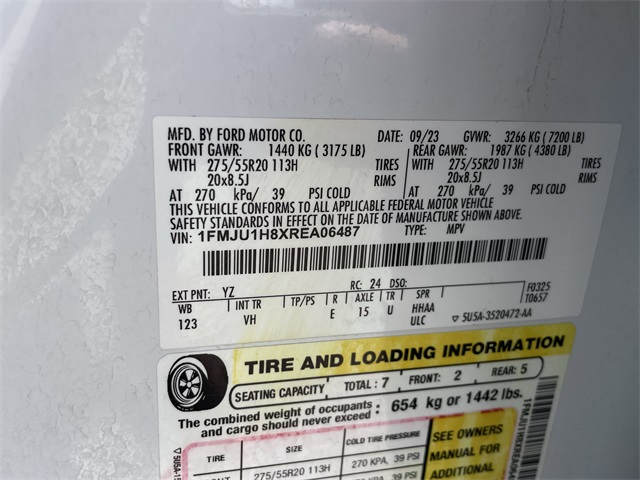 MFD. BY FORD MOTOR CO. DATE: 09/23 GVWR: 3266 KG ( 7200 LB)
FRONT GAWR: 1440 KG ( 3175 LB) REAR GAWR: 1987 KG ( 4380 LB)
WITH 275/55R20 113H TIRES WITH 275/55R20 113H TIRES
20x8.5J RIMS 20x8.5J RIMS
AT 270 kPa/ 39 PSI COLD AT 270 kPa/ 39 PSI COLD
THIS VEHICLE CONFORMS TO ALL APPLICABLE FEDERAL MOTOR VEHICLE
SAFETY STANDARDS IN EFFECT ON THE DATE OF MANUFACTURE SHOWN ABOVE.
VIN: 1FMJU1H8XREA06487 TYPE: MPV
EXT PNT: YZ RC: 24 DSO: F0325
WB INT TR TP/PS R AXLE TR SPR T0657
123 VH E 15 U HHAA
ULC ▽ 5U5A-3520472-AA
TIRE AND LOADING INFORMATION
SEATING CAPACITY TOTAL : 7 FRONT: 2 REAR: 5
The combined weight of occupants and cargo should never exceed : 654 kg or 1442 lbs.
TIRE SIZE COLD TIRE PRESSURE SEE OWNERS
275/55R20 113H 270 KPA, 39 PSI MANUAL FOR
ADDITIONAL